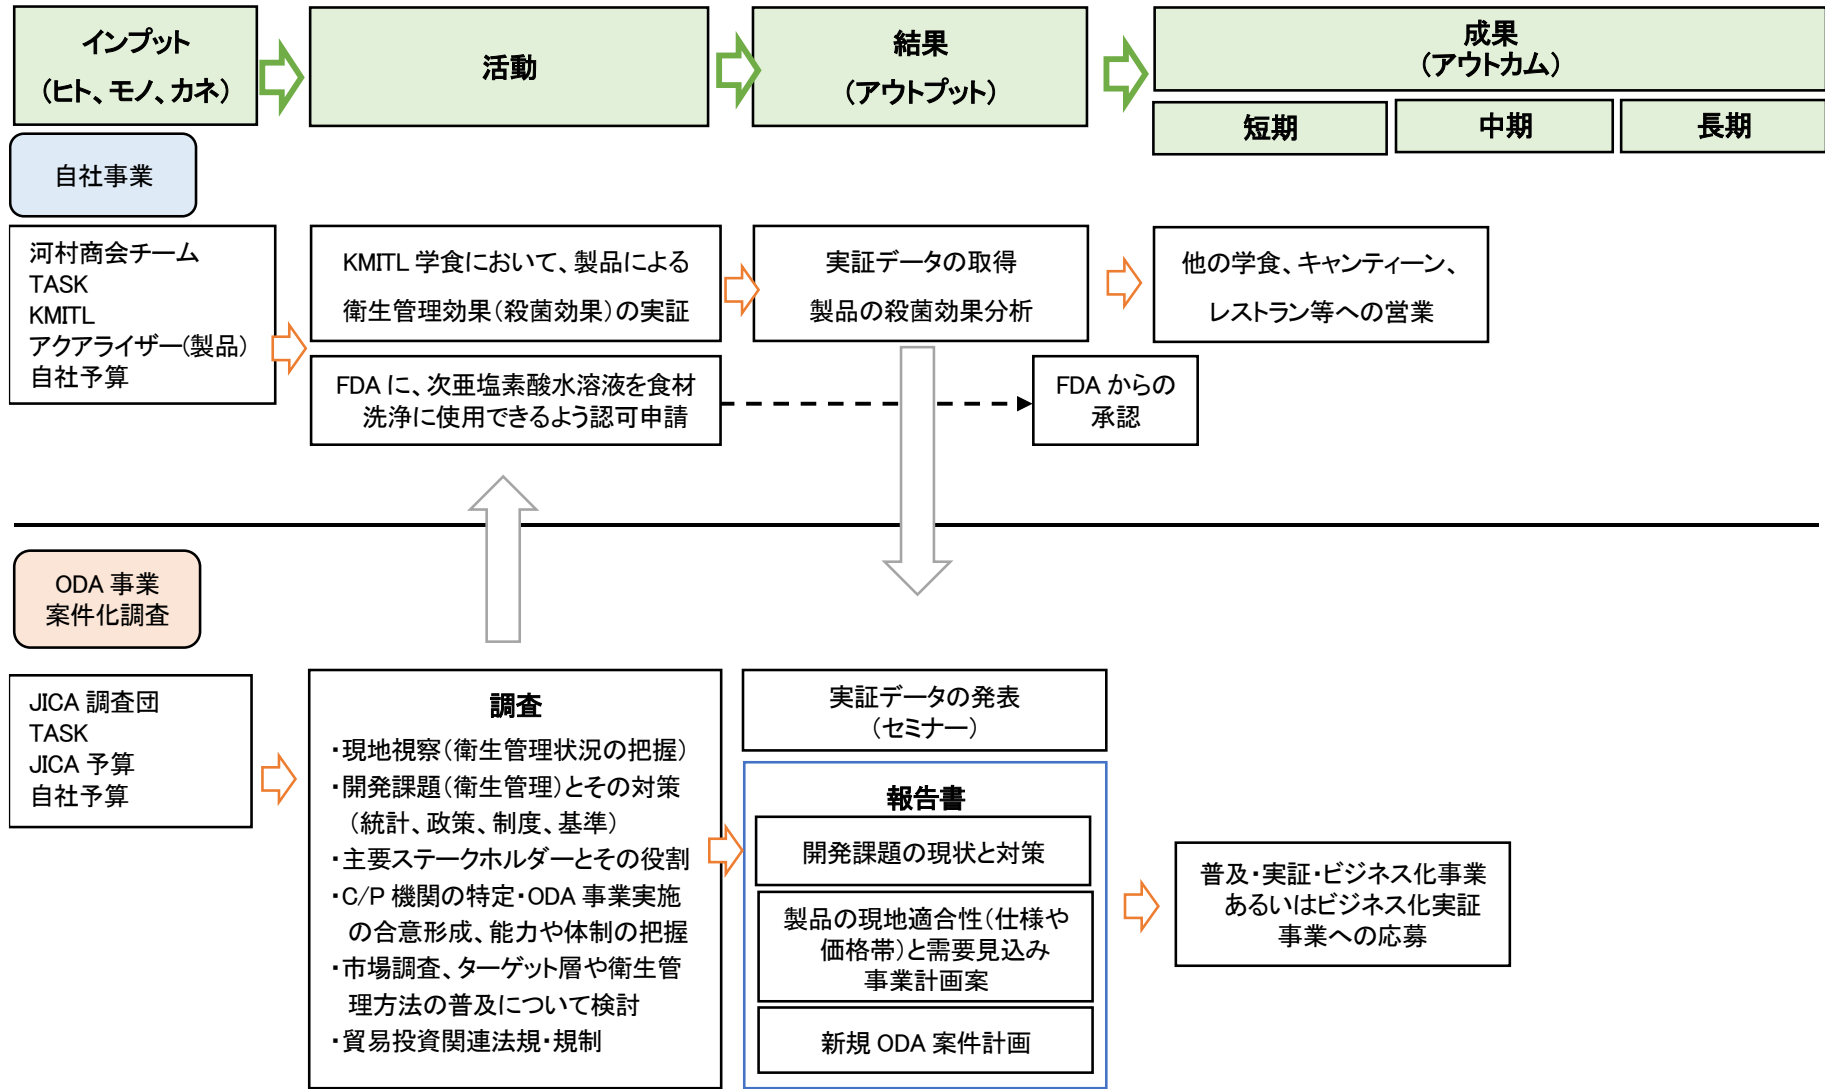 インプット
（ヒト、モノ、カネ）
活動
結果
（アウトプット）
成果
（アウトカム）
短期
中期
長期
自社事業
河村商会チーム
TASK
KMITL
アクアライザー(製品)
自社予算
KMITL 学食において、製品による
衛生管理効果（殺菌効果）の実証
実証データの取得
製品の殺菌効果分析
他の学食、キャンティーン、
レストラン等への営業
FDA に、次亜塩素酸水溶液を食材
洗浄に使用できるよう認可申請
FDA からの
承認
ODA 事業
案件化調査
JICA 調査団
TASK
JICA 予算
自社予算
調査
・現地視察（衛生管理状況の把握）
・開発課題（衛生管理）とその対策
（統計、政策、制度、基準）
・主要ステークホルダーとその役割
・C/P 機関の特定・ODA 事業実施
の合意形成、能力や体制の把握
・市場調査、ターゲット層や衛生管
理方法の普及について検討
・貿易投資関連法規・規制
実証データの発表
（セミナー）
報告書
開発課題の現状と対策
製品の現地適合性（仕様や
価格帯）と需要見込み
事業計画案
新規 ODA 案件計画
普及・実証・ビジネス化事業
あるいはビジネス化実証
事業への応募